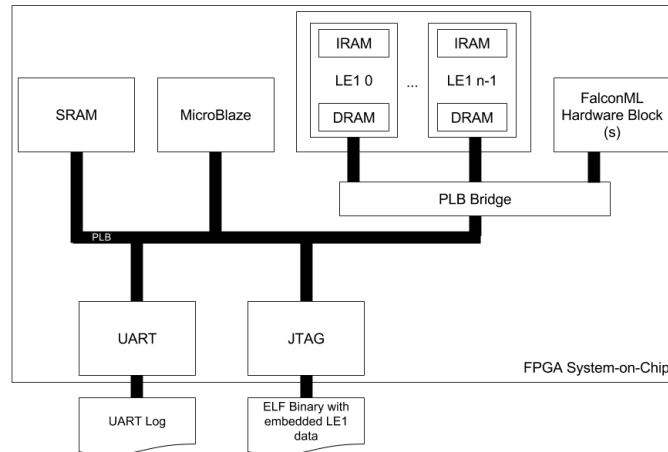 IRAM
IRAM
LE1 0
...
LE1 n-1
DRAM
DRAM
SRAM
MicroBlaze
FalconML
Hardware Block
(s)
PLB Bridge
PLB
UART
JTAG
FPGA System-on-Chip
UART Log
ELF Binary with
embedded LE1
data